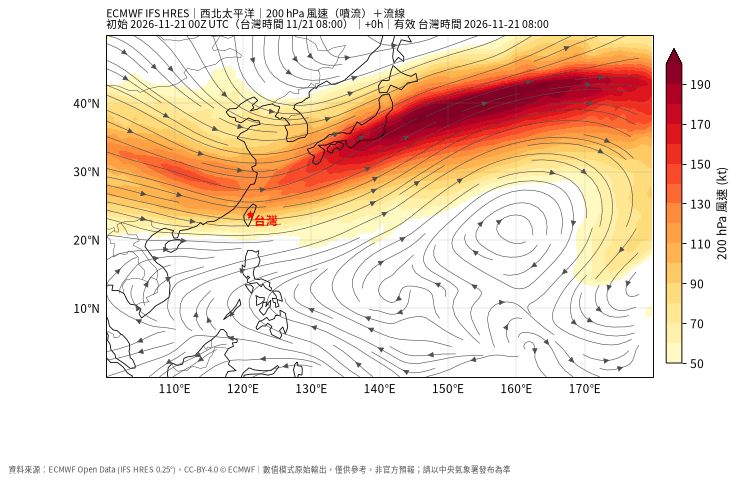 ECMWF IFS HRES｜西北太平洋｜200 hPa 風速（噴流）＋流線
初始 2026-11-21 00Z UTC（台灣時間 11/21 08:00）｜+0h｜有效 台灣時間 2026-11-21 08:00
40°N
30°N
20°N
10°N
110°E
120°E
130°E
140°E
150°E
160°E
170°E
台灣
190
170
150
130
110
90
70
50
200 hPa 風速 (kt)
資料來源：ECMWF Open Data (IFS HRES 0.25°)，CC-BY-4.0 © ECMWF｜數值模式原始輸出，僅供參考，非官方預報；請以中央氣象署發布為準